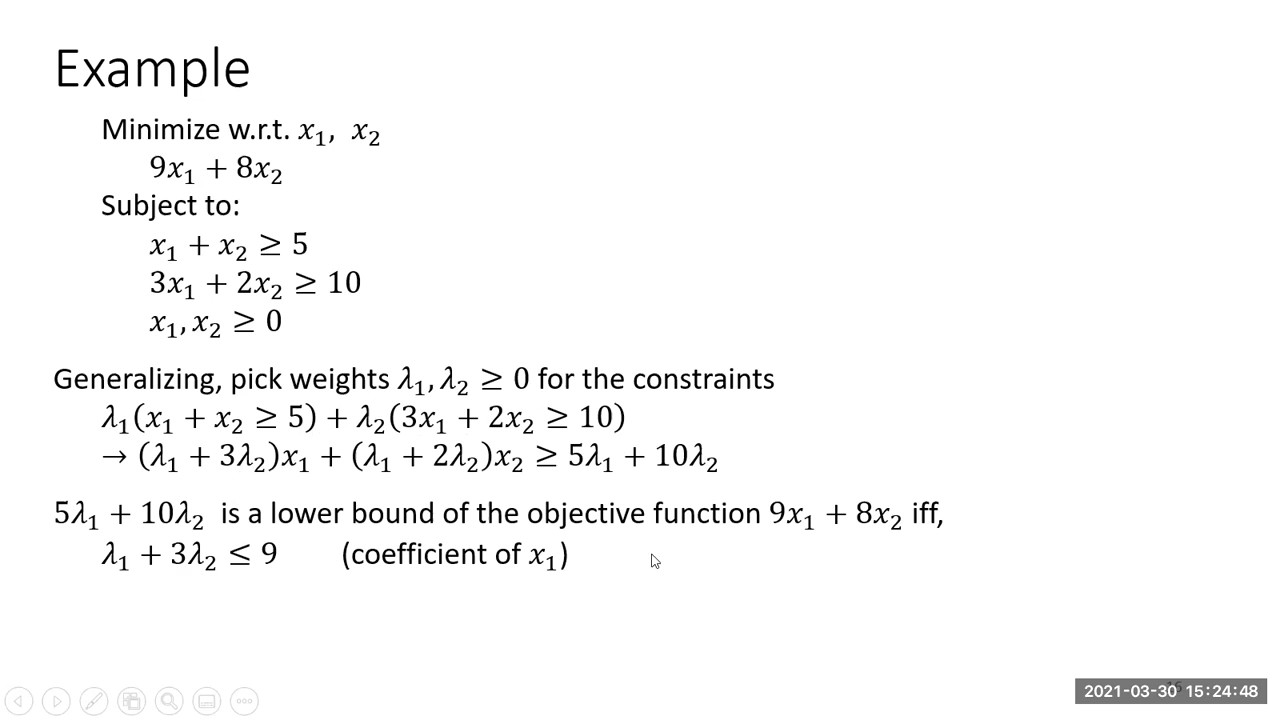 Example
Minimize w.r.t. 𝑥₁, 𝑥₂
9𝑥₁ + 8𝑥₂
Subject to:
𝑥₁ + 𝑥₂ ≥ 5
3𝑥₁ + 2𝑥₂ ≥ 10
𝑥₁, 𝑥₂ ≥ 0
Generalizing, pick weights 𝜆₁, 𝜆₂ ≥ 0 for the constraints
𝜆₁(𝑥₁ + 𝑥₂ ≥ 5) + 𝜆₂(3𝑥₁ + 2𝑥₂ ≥ 10)
→ (𝜆₁ + 3𝜆₂)𝑥₁ + (𝜆₁ + 2𝜆₂)𝑥₂ ≥ 5𝜆₁ + 10𝜆₂
5𝜆₁ + 10𝜆₂ is a lower bound of the objective function 9𝑥₁ + 8𝑥₂ iff,
𝜆₁ + 3𝜆₂ ≤ 9 (coefficient of 𝑥₁)
2021-03-30 15:24:48